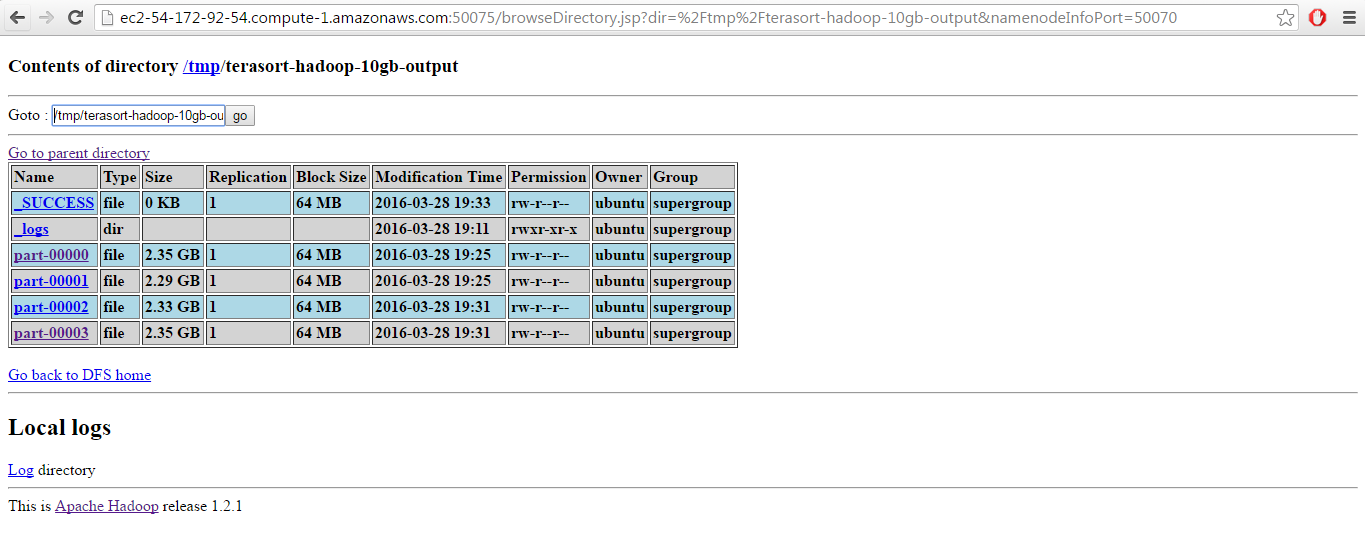 ec2-54-172-92-54.compute-1.amazonaws.com:50075/browseDirectory.jsp?dir=%2Ftmp%2Fterasort-hadoop-10gb-output&namenodeInfoPort=50070
Contents of directory /tmp/terasort-hadoop-10gb-output
Goto : /tmp/terasort-hadoop-10gb-ou go
Go to parent directory
Name Type Size Replication Block Size Modification Time Permission Owner Group
_SUCCESS file 0 KB 1 64 MB 2016-03-28 19:33 rw-r--r-- ubuntu supergroup
_logs dir 2016-03-28 19:11 rwxr-xr-x ubuntu supergroup
part-00000 file 2.35 GB 1 64 MB 2016-03-28 19:25 rw-r--r-- ubuntu supergroup
part-00001 file 2.29 GB 1 64 MB 2016-03-28 19:25 rw-r--r-- ubuntu supergroup
part-00002 file 2.33 GB 1 64 MB 2016-03-28 19:31 rw-r--r-- ubuntu supergroup
part-00003 file 2.35 GB 1 64 MB 2016-03-28 19:31 rw-r--r-- ubuntu supergroup
Go back to DFS home
Local logs
Log directory
This is Apache Hadoop release 1.2.1